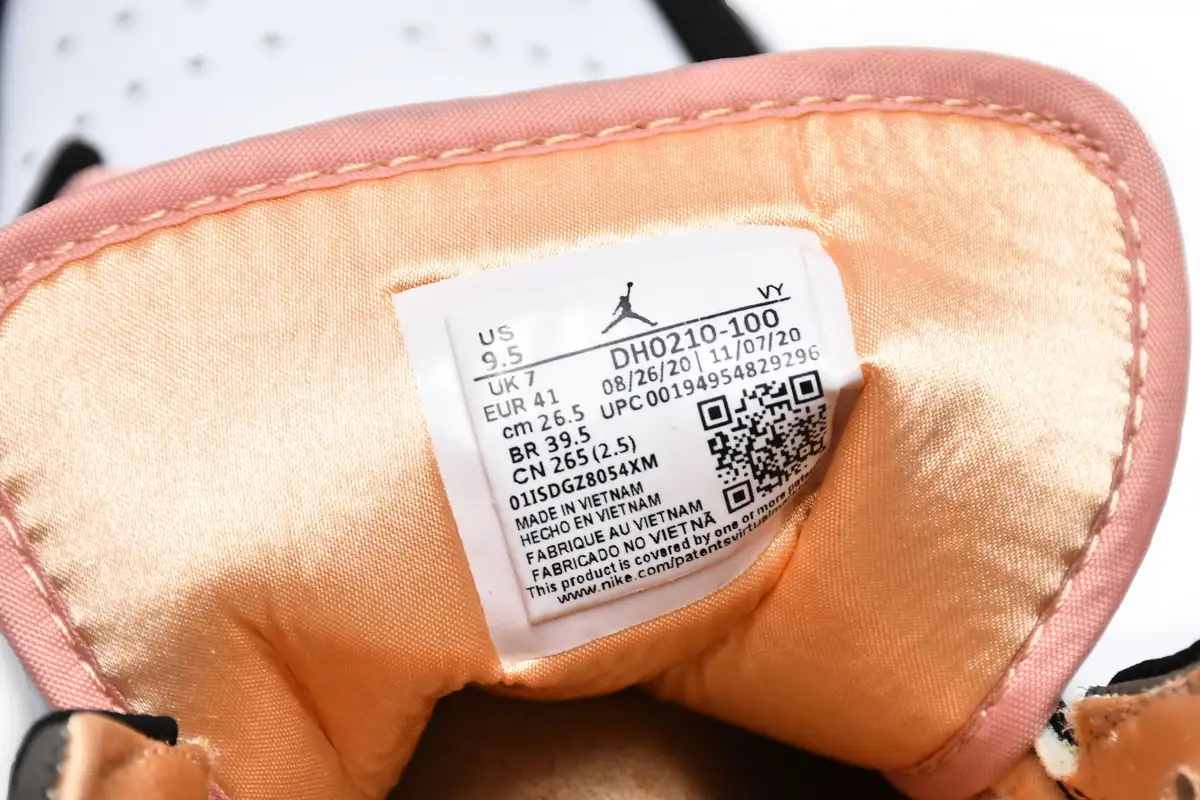 US
VY
9.5
DH0210-100
UK 7
08/26/20 | 11/07/20
EUR 41
UPC 00194954829296
cm 26.5
BR 39.5
CN 265 (2.5)
01ISDGZ8054XM
MADE IN VIETNAM
HECHO EN VIETNAM
FABRIQUE AU VIETNAM
FABRICADO NO VIETNÃ
This product is covered by one or more
www.nike.com/patentsvirtualma